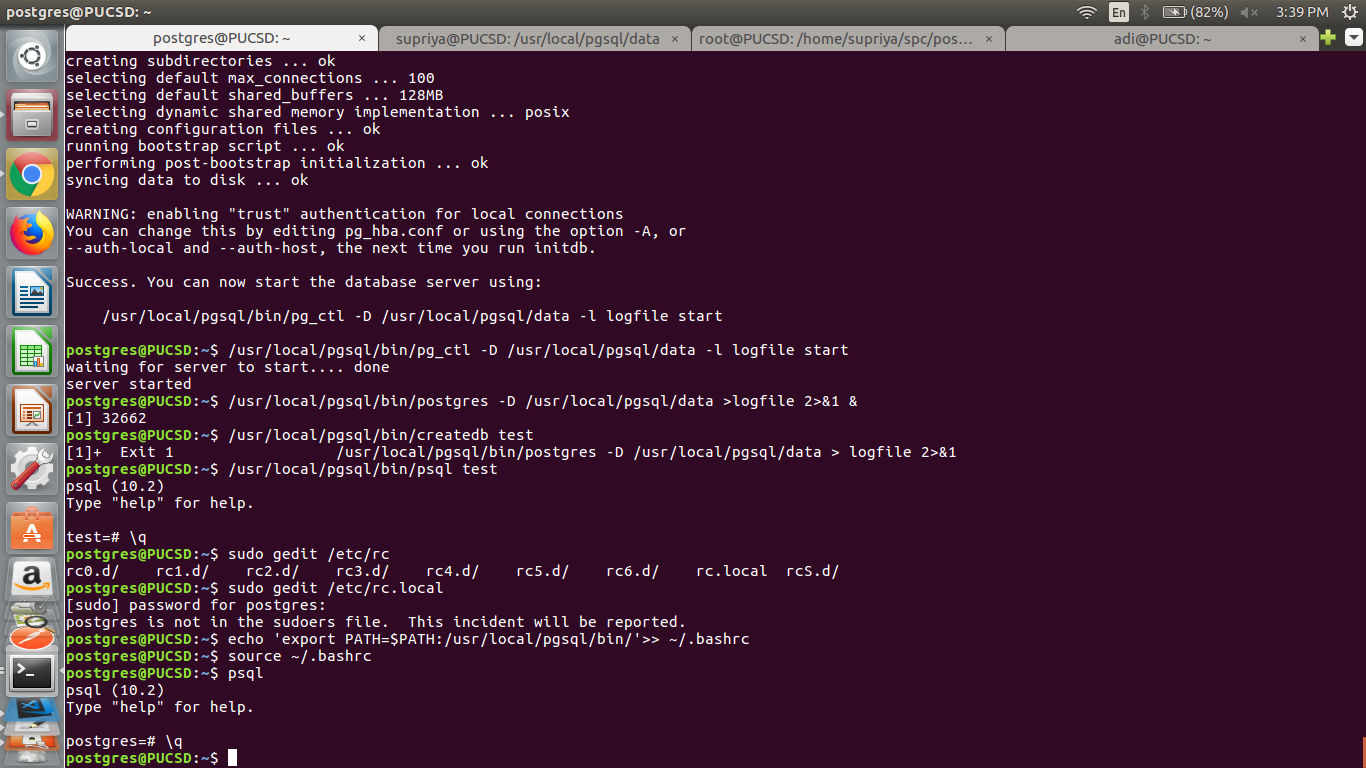 postgres@PUCSD: ~
En
(82%)
3:39 PM
postgres@PUCSD: ~ ×
supriya@PUCSD: /usr/local/pgsql/data ×
root@PUCSD: /home/supriya/spc/pos... ×
adi@PUCSD: ~ ×
creating subdirectories ... ok
selecting default max_connections ... 100
selecting default shared_buffers ... 128MB
selecting dynamic shared memory implementation ... posix
creating configuration files ... ok
running bootstrap script ... ok
performing post-bootstrap initialization ... ok
syncing data to disk ... ok
WARNING: enabling "trust" authentication for local connections
You can change this by editing pg_hba.conf or using the option -A, or
--auth-local and --auth-host, the next time you run initdb.
Success. You can now start the database server using:
/usr/local/pgsql/bin/pg_ctl -D /usr/local/pgsql/data -l logfile start
postgres@PUCSD:~$ /usr/local/pgsql/bin/pg_ctl -D /usr/local/pgsql/data -l logfile start
waiting for server to start.... done
server started
postgres@PUCSD:~$ /usr/local/pgsql/bin/postgres -D /usr/local/pgsql/data >logfile 2>&1 &
[1] 32662
postgres@PUCSD:~$ /usr/local/pgsql/bin/createdb test
[1]+  Exit 1                  /usr/local/pgsql/bin/postgres -D /usr/local/pgsql/data > logfile 2>&1
postgres@PUCSD:~$ /usr/local/pgsql/bin/psql test
psql (10.2)
Type "help" for help.
test=# \q
postgres@PUCSD:~$ sudo gedit /etc/rc
rc0.d/    rc1.d/    rc2.d/    rc3.d/    rc4.d/    rc5.d/    rc6.d/    rc.local  rcS.d/
postgres@PUCSD:~$ sudo gedit /etc/rc.local
[sudo] password for postgres:
postgres is not in the sudoers file.  This incident will be reported.
postgres@PUCSD:~$ echo 'export PATH=$PATH:/usr/local/pgsql/bin/'>> ~/.bashrc
postgres@PUCSD:~$ source ~/.bashrc
postgres@PUCSD:~$ psql
psql (10.2)
Type "help" for help.
postgres=# \q
postgres@PUCSD:~$